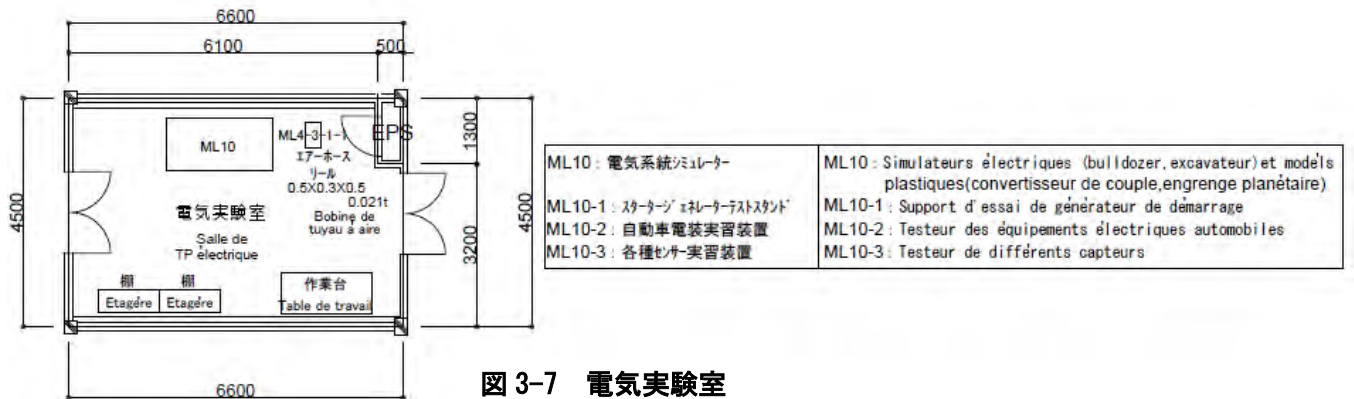 6600
6100
500
4500
ML10
ML4-3-1-1
エアーホース
リール
0.5X0.3X0.5
0.021t
Bobine de
tuyau à aire
EPS
1300
3200
4500
電気実験室
Salle de
TP électrique
棚 棚
Etagére Etagére
作業台
Table de travail
6600
ML10 : 電気系統シミュレーター
ML10-1 : スタータージェネレーターテストスタンド
ML10-2 : 自動車電装実習装置
ML10-3 : 各種センサー実習装置
ML10 : Simulateurs électriques (bulldozer,excavateur)et models
plastiques(convertisseur de couple,engrenge planétaire)
ML10-1 : Support d'essai de générateur de démarrage
ML10-2 : Testeur des équipements électriques automobiles
ML10-3 : Testeur de différents capteurs
図 3-7 電気実験室